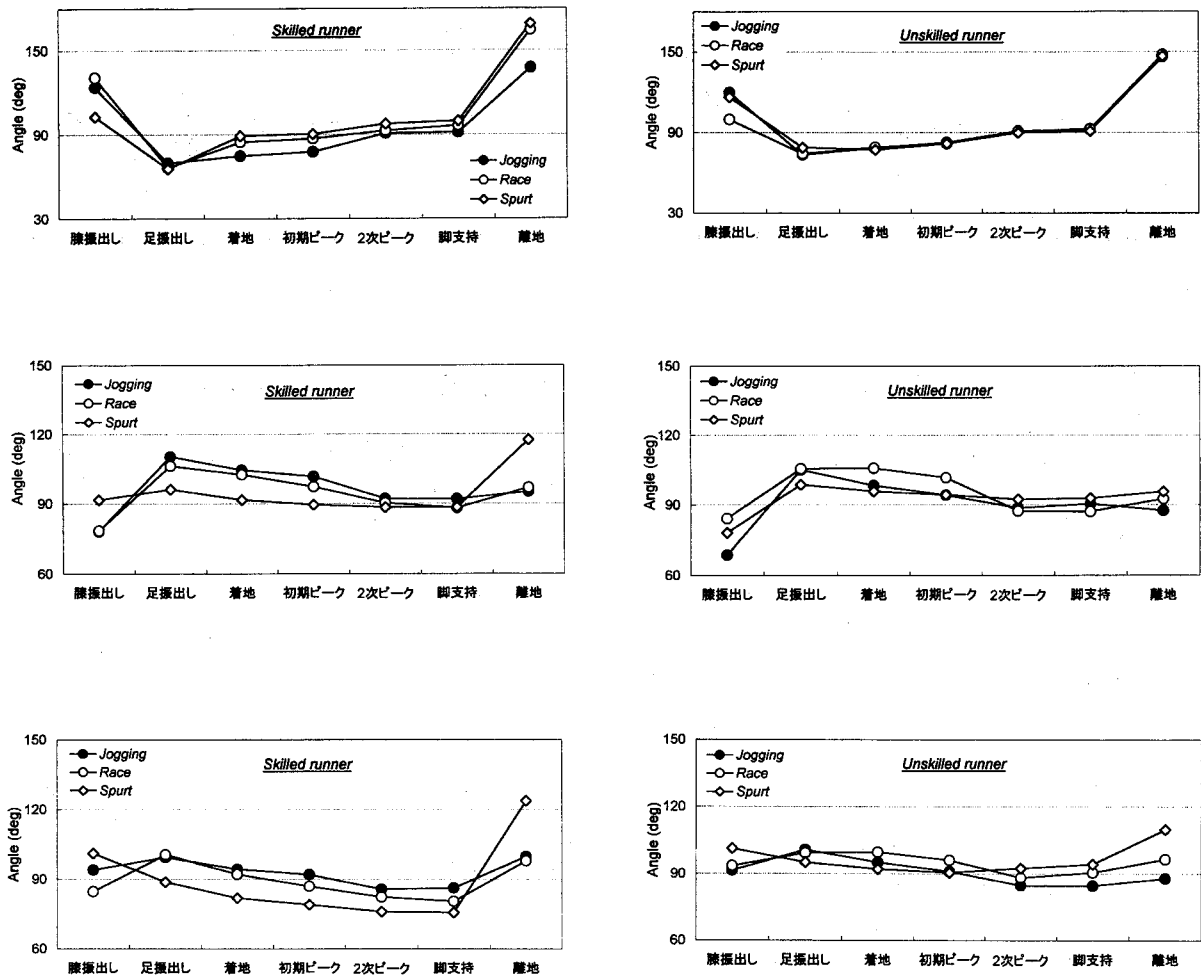 Skilled runner
150
90
30
Angle (deg)
Jogging
Race
Spurt
膝振出し 足振出し 着地 初期ピーク 2次ピーク 脚支持 離地
Unskilled runner
Jogging
Race
Spurt
150
90
30
Angle (deg)
膝振出し 足振出し 着地 初期ピーク 2次ピーク 脚支持 離地
150
120
90
60
Angle (deg)
Jogging
Race
Spurt
Skilled runner
膝振出し 足振出し 着地 初期ピーク 2次ピーク 脚支持 離地
150
120
90
60
Angle (deg)
Jogging
Race
Spurt
Unskilled runner
膝振出し 足振出し 着地 初期ピーク 2次ピーク 脚支持 離地
150
120
90
60
Angle (deg)
Jogging
Race
Spurt
Skilled runner
膝振出し 足振出し 着地 初期ピーク 2次ピーク 脚支持 離地
150
120
90
60
Angle (deg)
Jogging
Race
Spurt
Unskilled runner
膝振出し 足振出し 着地 初期ピーク 2次ピーク 脚支持 離地